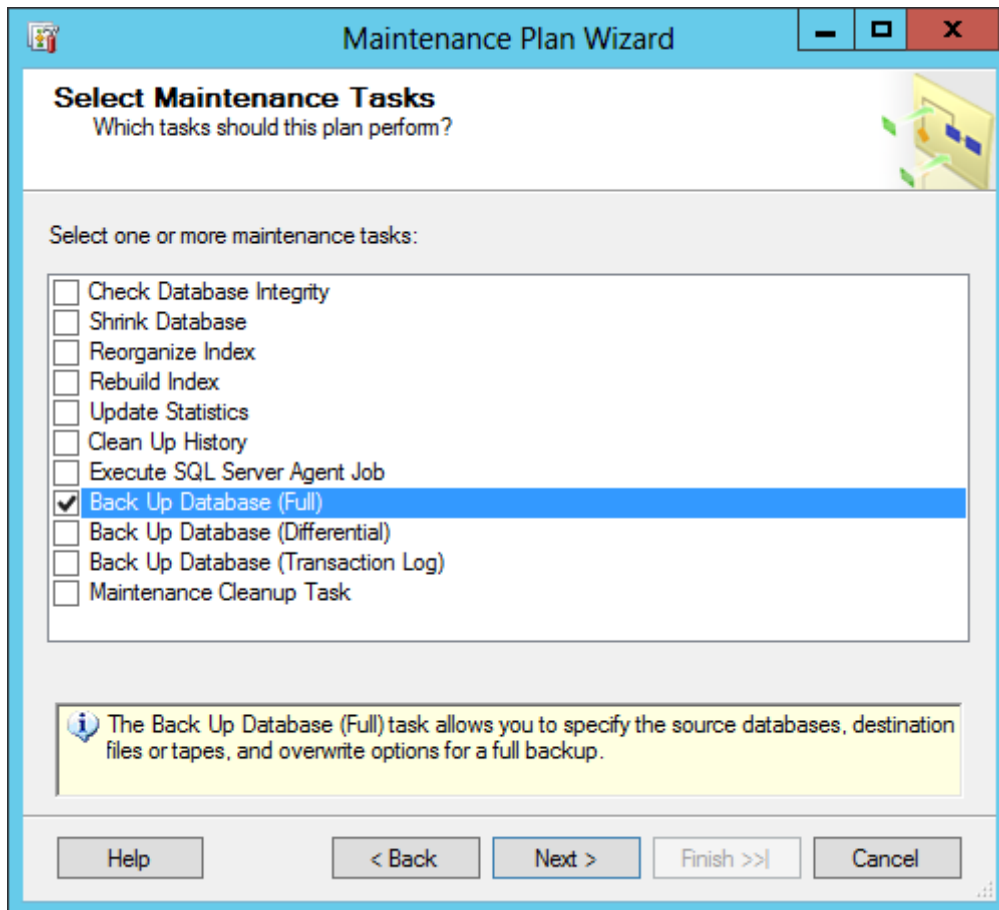 Maintenance Plan Wizard
Select Maintenance Tasks
Which tasks should this plan perform?
Select one or more maintenance tasks:
Check Database Integrity
Shrink Database
Reorganize Index
Rebuild Index
Update Statistics
Clean Up History
Execute SQL Server Agent Job
Back Up Database (Full)
Back Up Database (Differential)
Back Up Database (Transaction Log)
Maintenance Cleanup Task
The Back Up Database (Full) task allows you to specify the source databases, destination
files or tapes, and overwrite options for a full backup.
Help
< Back
Next >
Finish >>|
Cancel